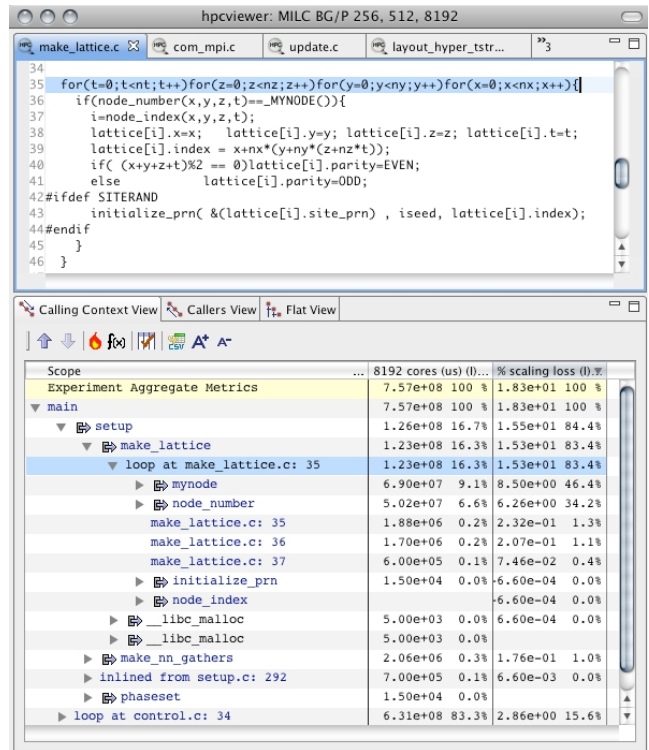 hpcviewer: MILC BG/P 256, 512, 8192
make_lattice.c com_mpi.c update.c layout_hyper_tstr... »3
34
35 for(t=0;t<nt;t++)for(z=0;z<nz;z++)for(y=0;y<ny;y++)for(x=0;x<nx;x++){
36 if(node_number(x,y,z,t)==_MYNODE()){
37 i=node_index(x,y,z,t);
38 lattice[i].x=x; lattice[i].y=y; lattice[i].z=z; lattice[i].t=t;
39 lattice[i].index = x+nx*(y+ny*(z+nz*t));
40 if( (x+y+z+t)%2 == 0)lattice[i].parity=EVEN;
41 else lattice[i].parity=ODD;
42 #ifdef SITERAND
43 initialize_prn( &(lattice[i].site_prn) , iseed, lattice[i].index);
44 #endif
45 }
46 }
Calling Context View Callers View Flat View
f(x) CSV A+ A-
Scope ... 8192 cores (us) (I)... % scaling loss (I).
Experiment Aggregate Metrics 7.57e+08 100 % 1.83e+01 100 %
main 7.57e+08 100 % 1.83e+01 100 %
setup 1.26e+08 16.7% 1.55e+01 84.4%
make_lattice 1.23e+08 16.3% 1.53e+01 83.4%
loop at make_lattice.c: 35 1.23e+08 16.3% 1.53e+01 83.4%
mynode 6.90e+07 9.1% 8.50e+00 46.4%
node_number 5.02e+07 6.6% 6.26e+00 34.2%
make_lattice.c: 35 1.88e+06 0.2% 2.32e-01 1.3%
make_lattice.c: 36 1.70e+06 0.2% 2.07e-01 1.1%
make_lattice.c: 37 6.00e+05 0.1% 7.46e-02 0.4%
initialize_prn 1.50e+04 0.0% -6.60e-04 0.0%
node_index -6.60e-04 0.0%
__libc_malloc 5.00e+03 0.0% 6.60e-04 0.0%
__libc_malloc 5.00e+03 0.0%
make_nn_gathers 2.06e+06 0.3% 1.76e-01 1.0%
inlined from setup.c: 292 7.00e+05 0.1% 6.60e-03 0.0%
phaseset 1.50e+04 0.0%
loop at control.c: 34 6.31e+08 83.3% 2.86e+00 15.6%